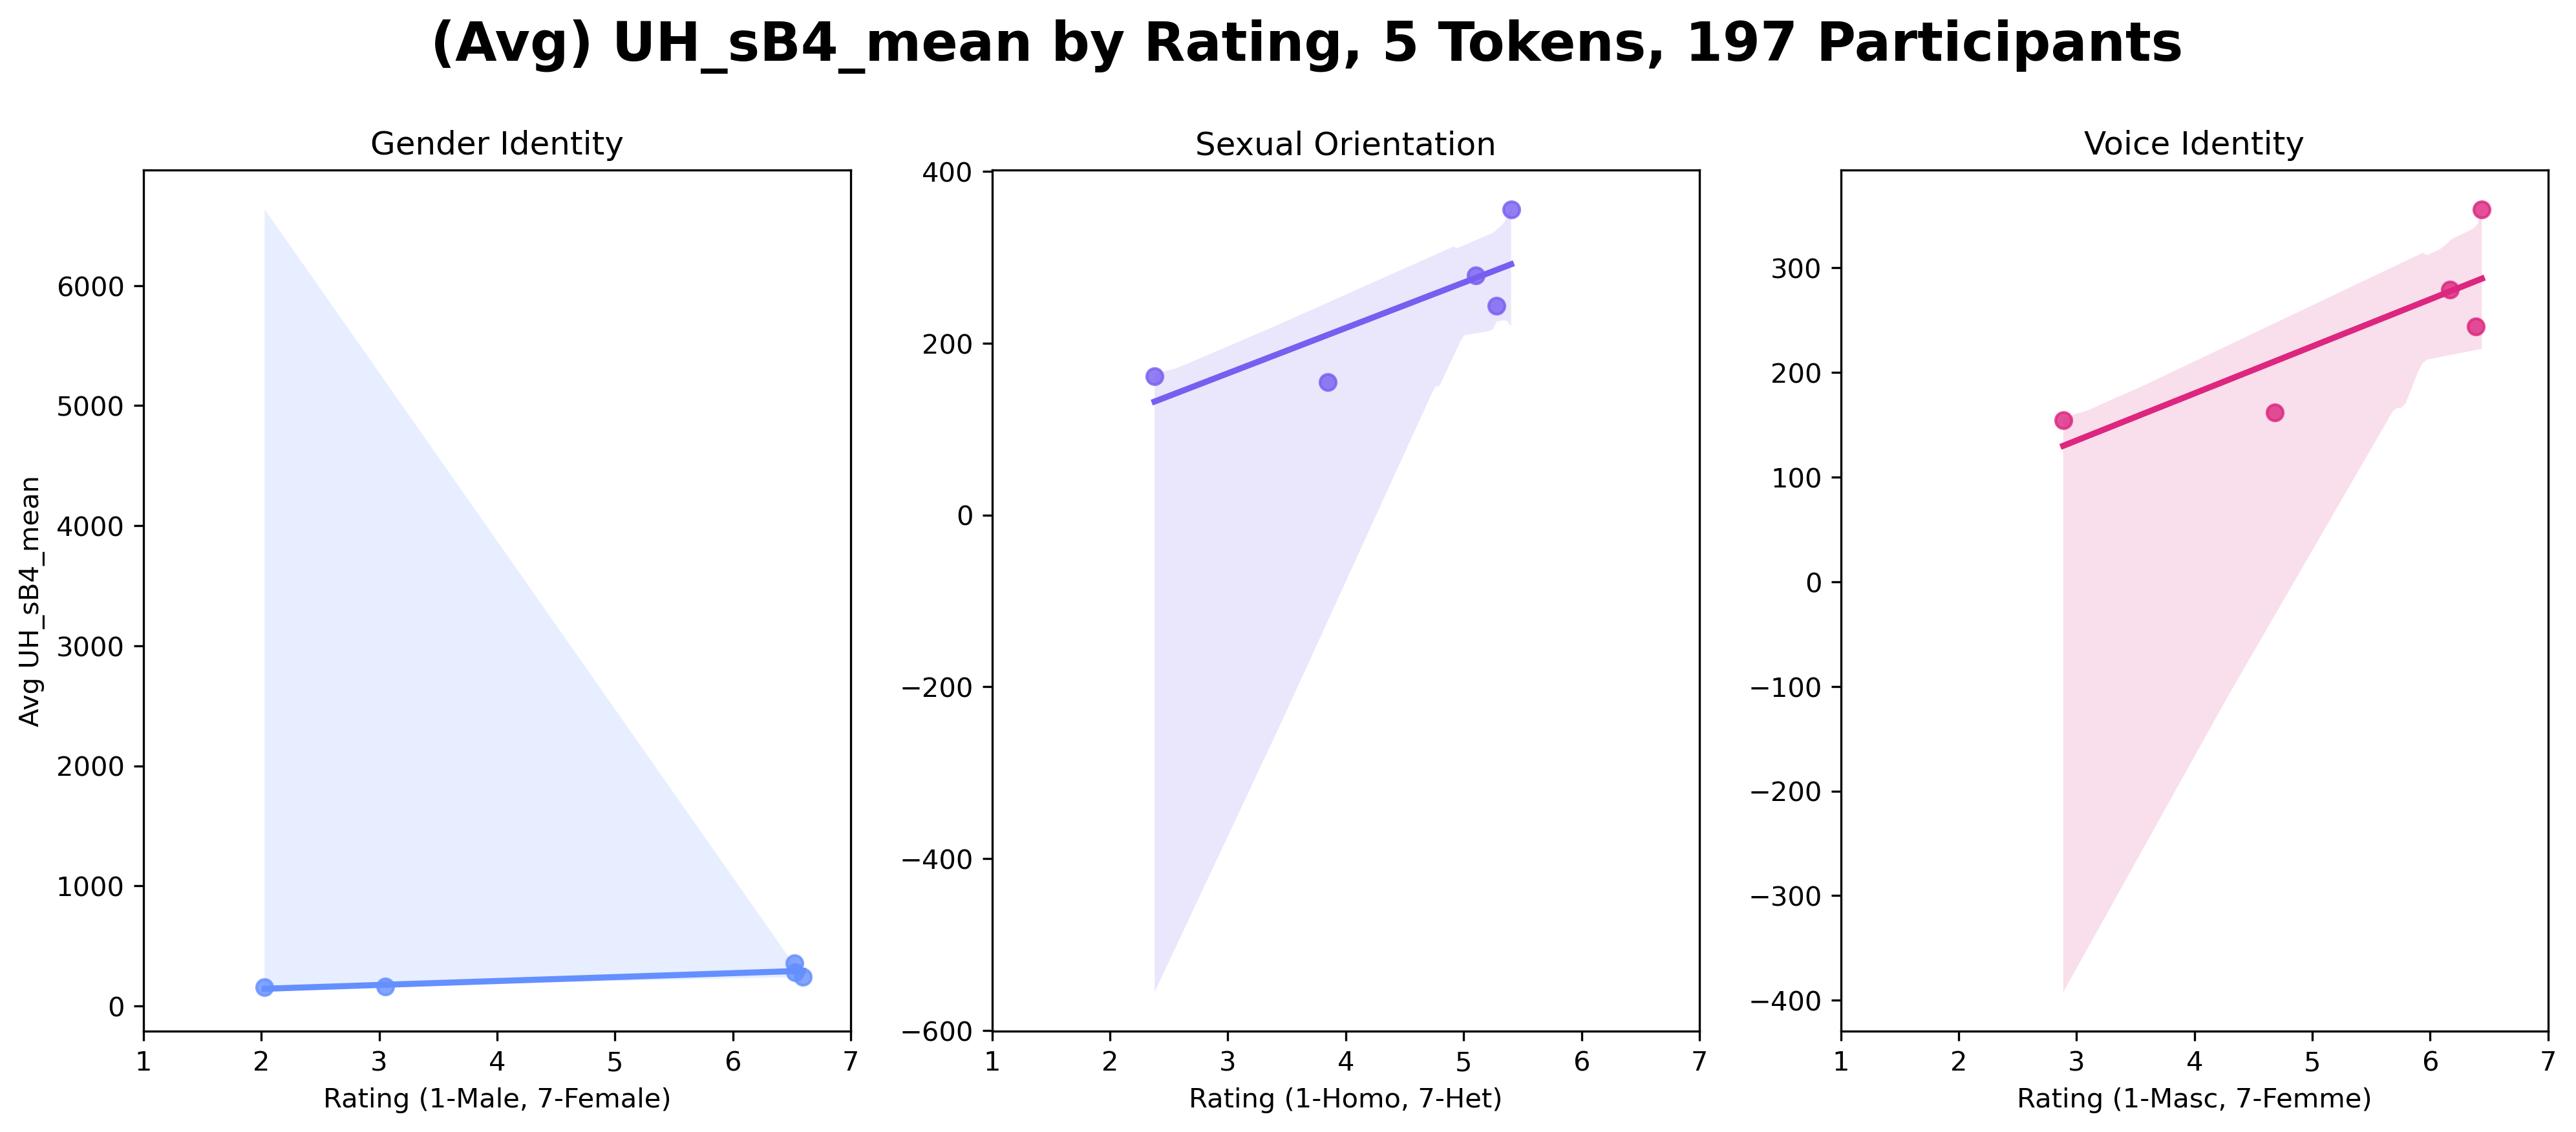 (Avg) UH_sB4_mean by Rating, 5 Tokens, 197 Participants
Gender Identity
Avg UH_sB4_mean
6000
5000
4000
3000
2000
1000
0
1 2 3 4 5 6 7
Rating (1-Male, 7-Female)
Sexual Orientation
400
200
0
−200
−400
−600
1 2 3 4 5 6 7
Rating (1-Homo, 7-Het)
Voice Identity
300
200
100
0
−100
−200
−300
−400
1 2 3 4 5 6 7
Rating (1-Masc, 7-Femme)